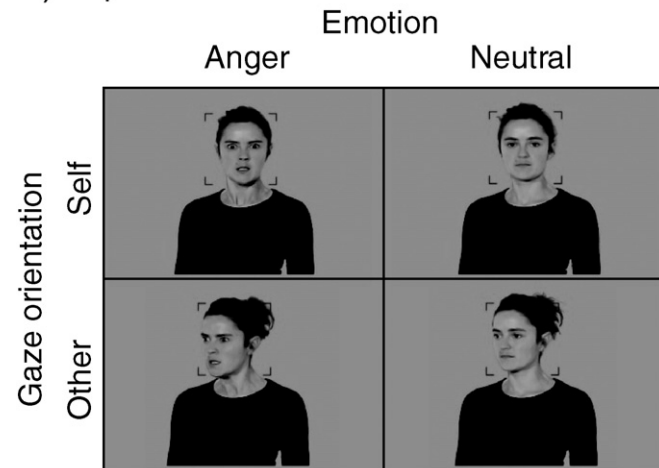 Emotion
Anger Neutral
Gaze orientation
Self
Other